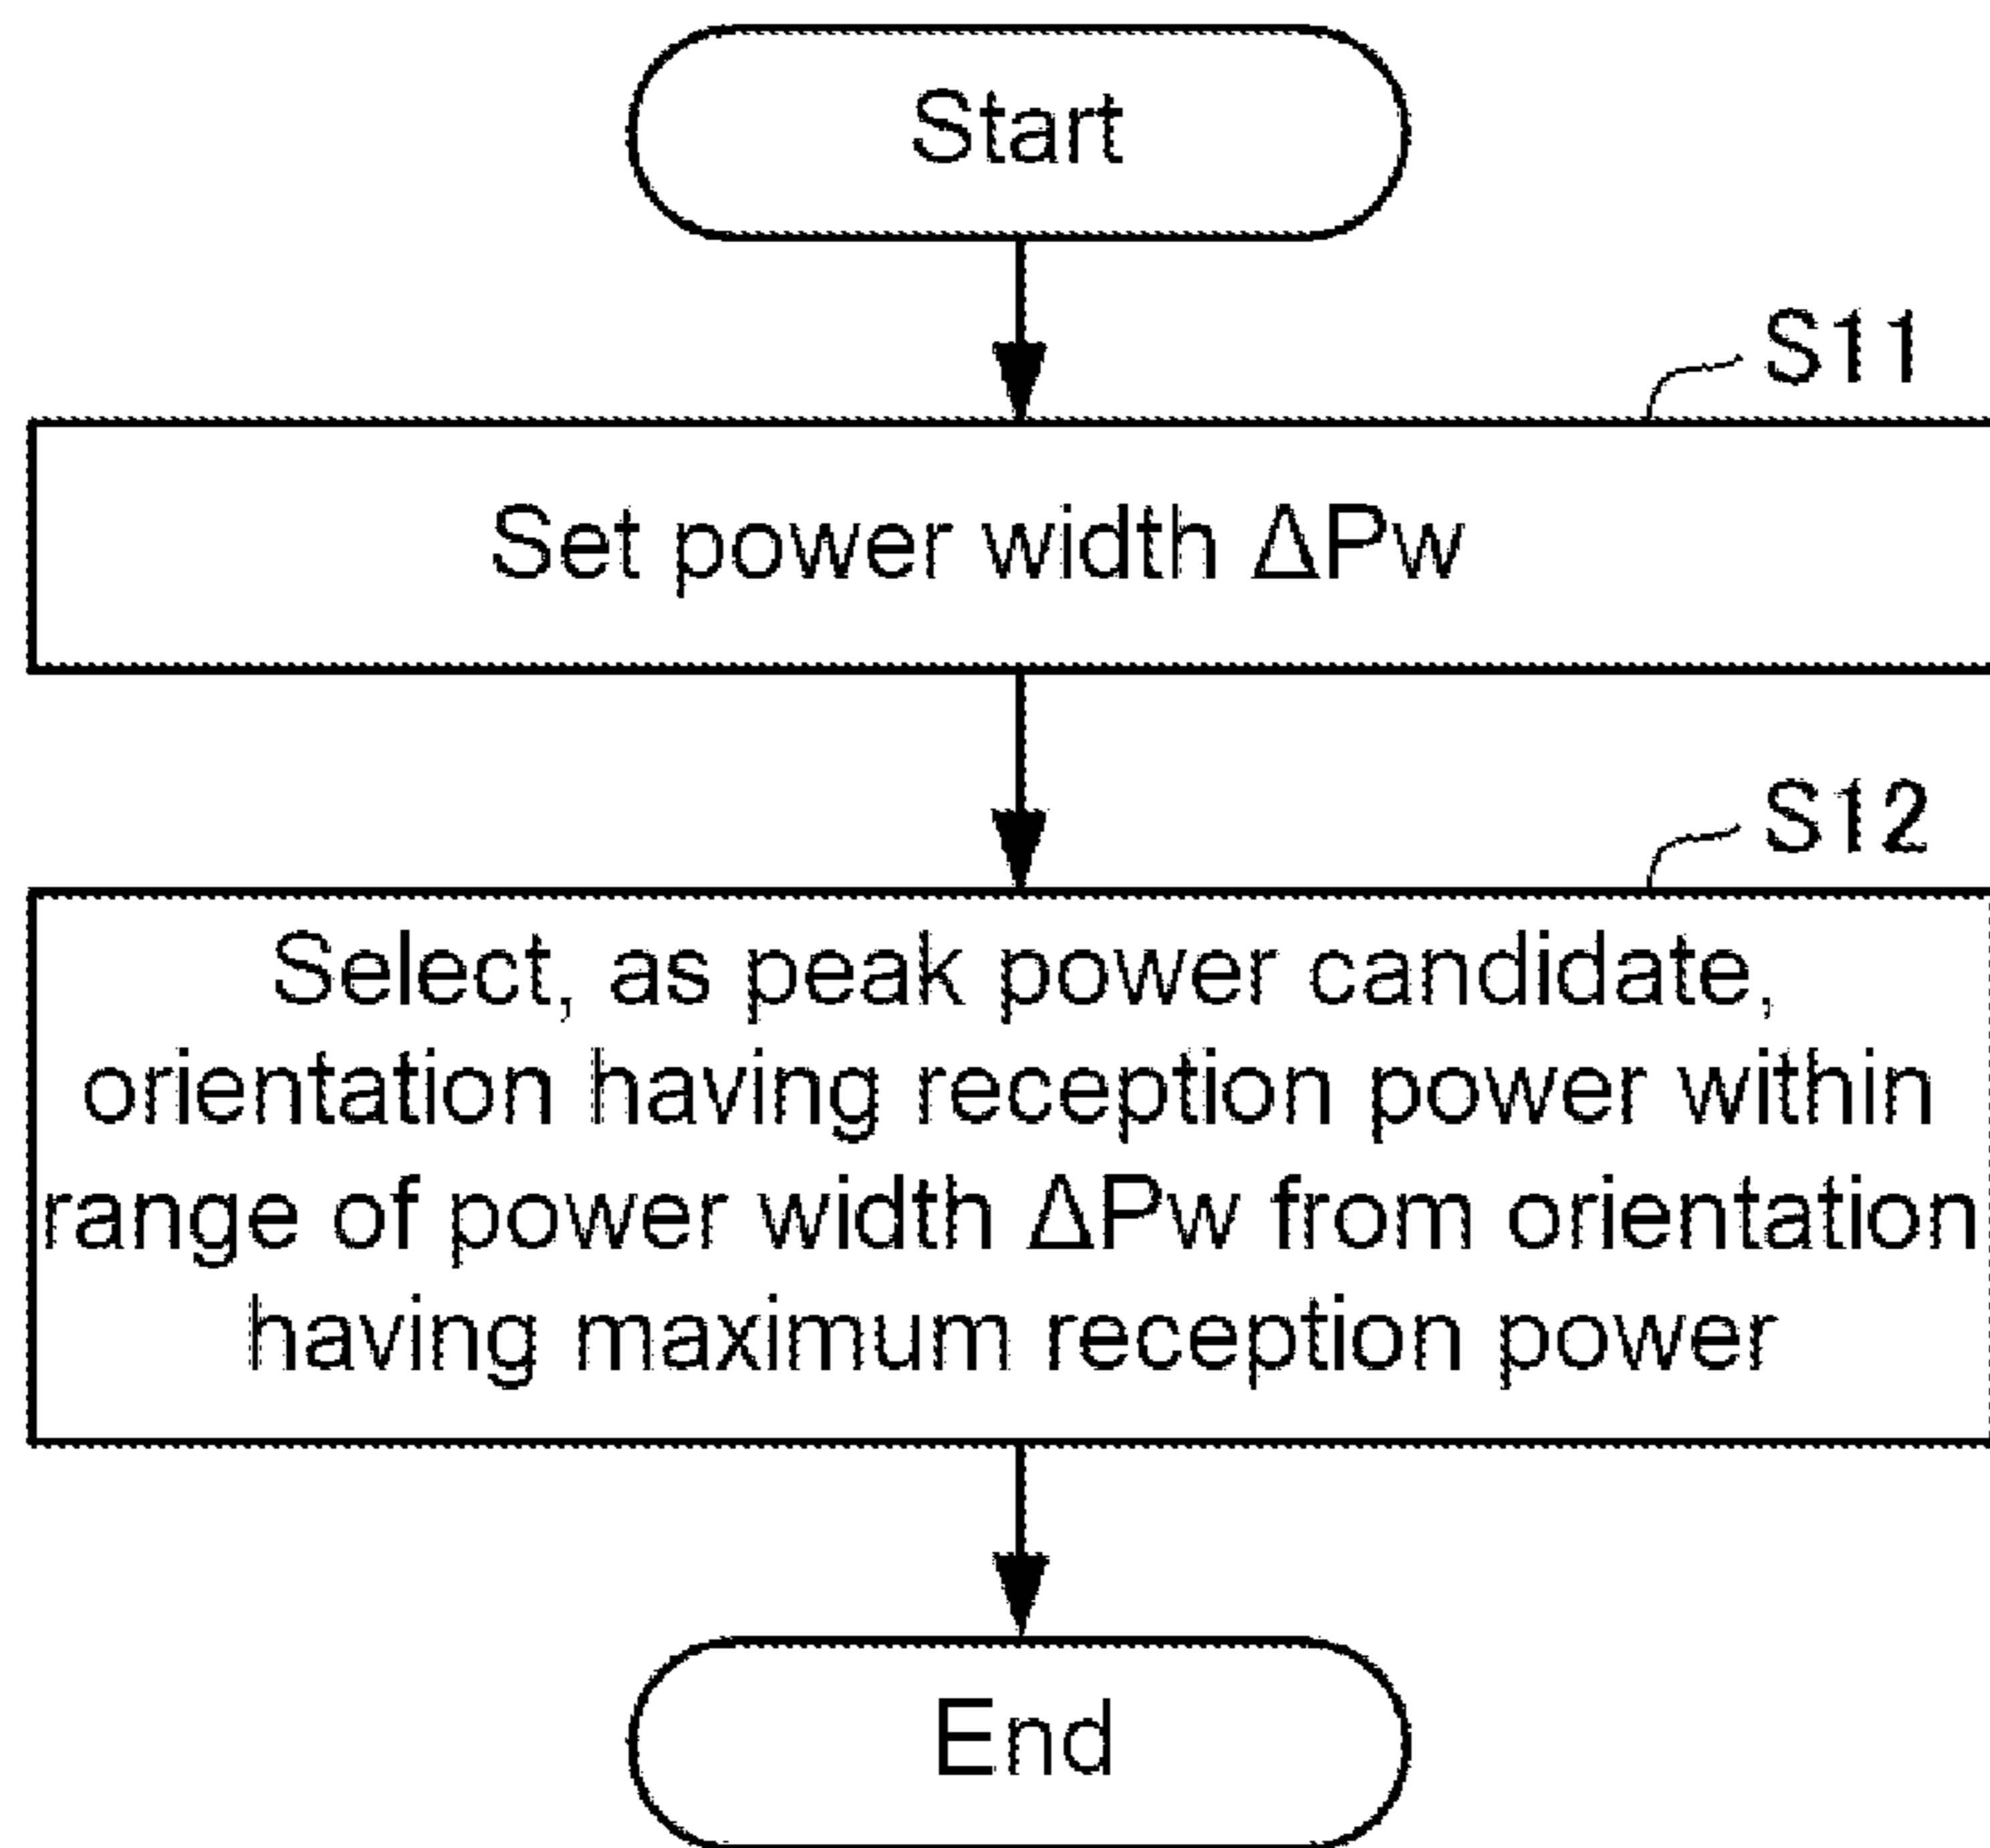 Start
S11
Set power width ΔPw
S12
Select, as peak power candidate,
orientation having reception power within
range of power width ΔPw from orientation
having maximum reception power
End